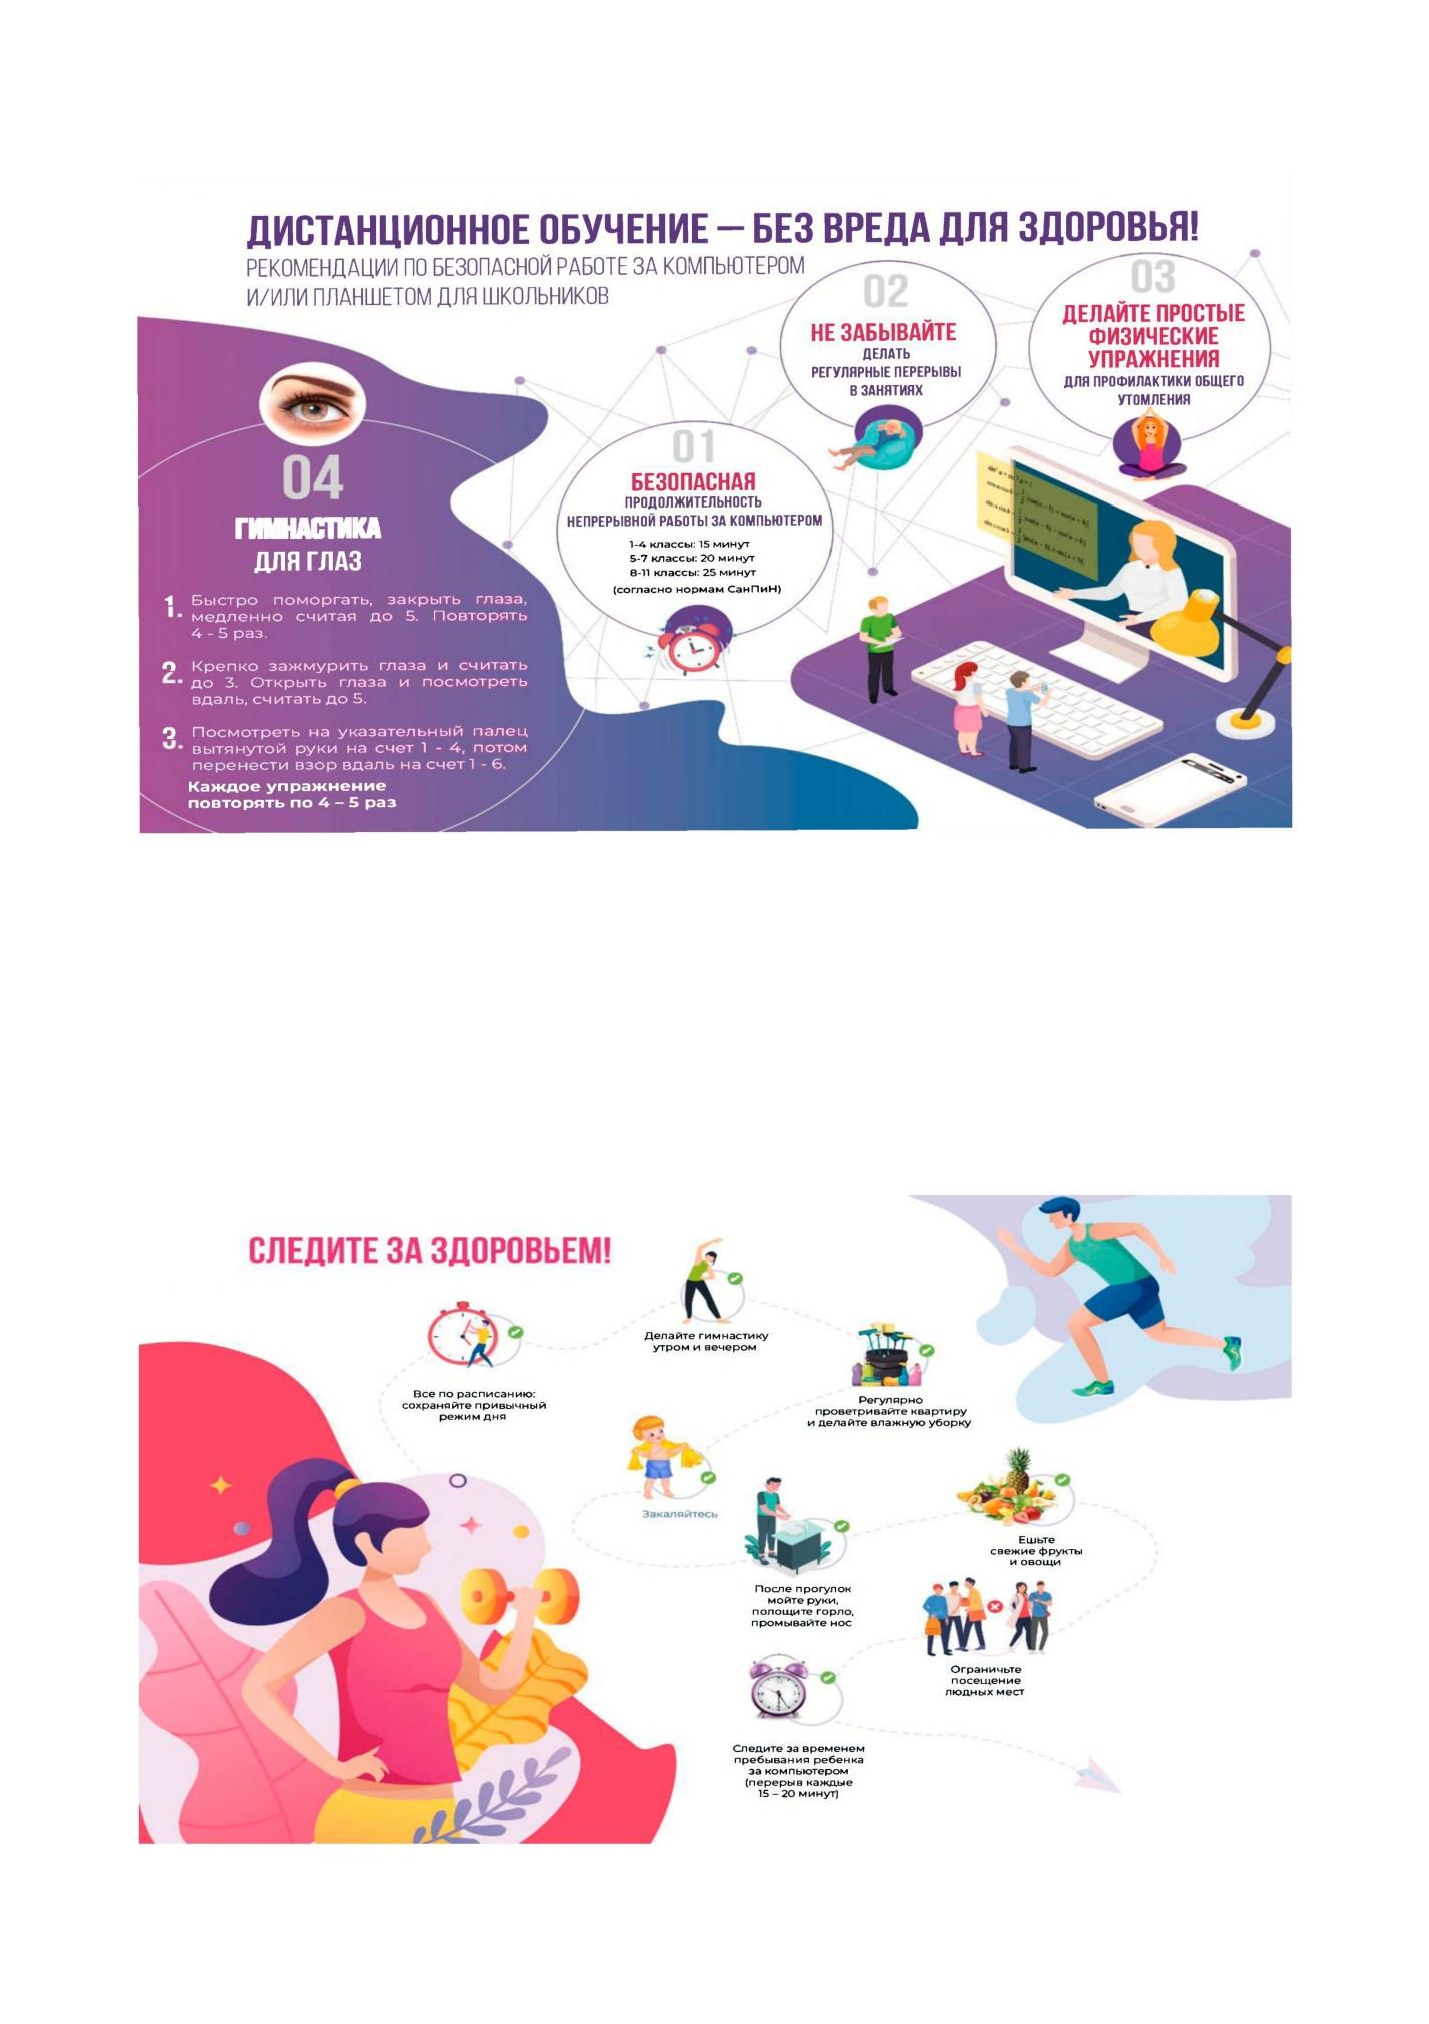 ДИСТАНЦИОННОЕ ОБУЧЕНИЕ — БЕЗ ВРЕДА ДЛЯ ЗДОРОВЬЯ!
РЕКОМЕНДАЦИИ ПО БЕЗОПАСНОЙ РАБОТЕ ЗА КОМПЬЮТЕРОМ
И/ИЛИ ПЛАНШЕТОМ ДЛЯ ШКОЛЬНИКОВ
01
БЕЗОПАСНАЯ
ПРОДОЛЖИТЕЛЬНОСТЬ
НЕПРЕРЫВНОЙ РАБОТЫ ЗА КОМПЬЮТЕРОМ
1-4 классы: 15 минут
5-7 классы: 20 минут
8-11 классы: 25 минут
(согласно нормам СанПиН)
02
НЕ ЗАБЫВАЙТЕ
ДЕЛАТЬ
РЕГУЛЯРНЫЕ ПЕРЕРЫВЫ
В ЗАНЯТИЯХ
03
ДЕЛАЙТЕ ПРОСТЫЕ
ФИЗИЧЕСКИЕ
УПРАЖНЕНИЯ
ДЛЯ ПРОФИЛАКТИКИ ОБЩЕГО
УТОМЛЕНИЯ
04
ГИМНАСТИКА
ДЛЯ ГЛАЗ
1. Быстро поморгать, закрыть глаза,
медленно считая до 5. Повторять
4 - 5 раз.
2. Крепко зажмурить глаза и считать
до 3. Открыть глаза и посмотреть
вдаль, считать до 5.
3. Посмотреть на указательный палец
вытянутой руки на счет 1 - 4, потом
перенести взор вдаль на счет 1 - 6.
Каждое упражнение
повторять по 4 – 5 раз
СЛЕДИТЕ ЗА ЗДОРОВЬЕМ!
Все по расписанию:
сохраняйте привычный
режим дня
Делайте гимнастику
утром и вечером
Регулярно
проветривайте квартиру
и делайте влажную уборку
Закаляйтесь
После прогулок
мойте руки,
полощите горло,
промывайте нос
Ешьте
свежие фрукты
и овощи
Ограничьте
посещение
людных мест
Следите за временем
пребывания ребенка
за компьютером
(перерыв каждые
15 – 20 минут)